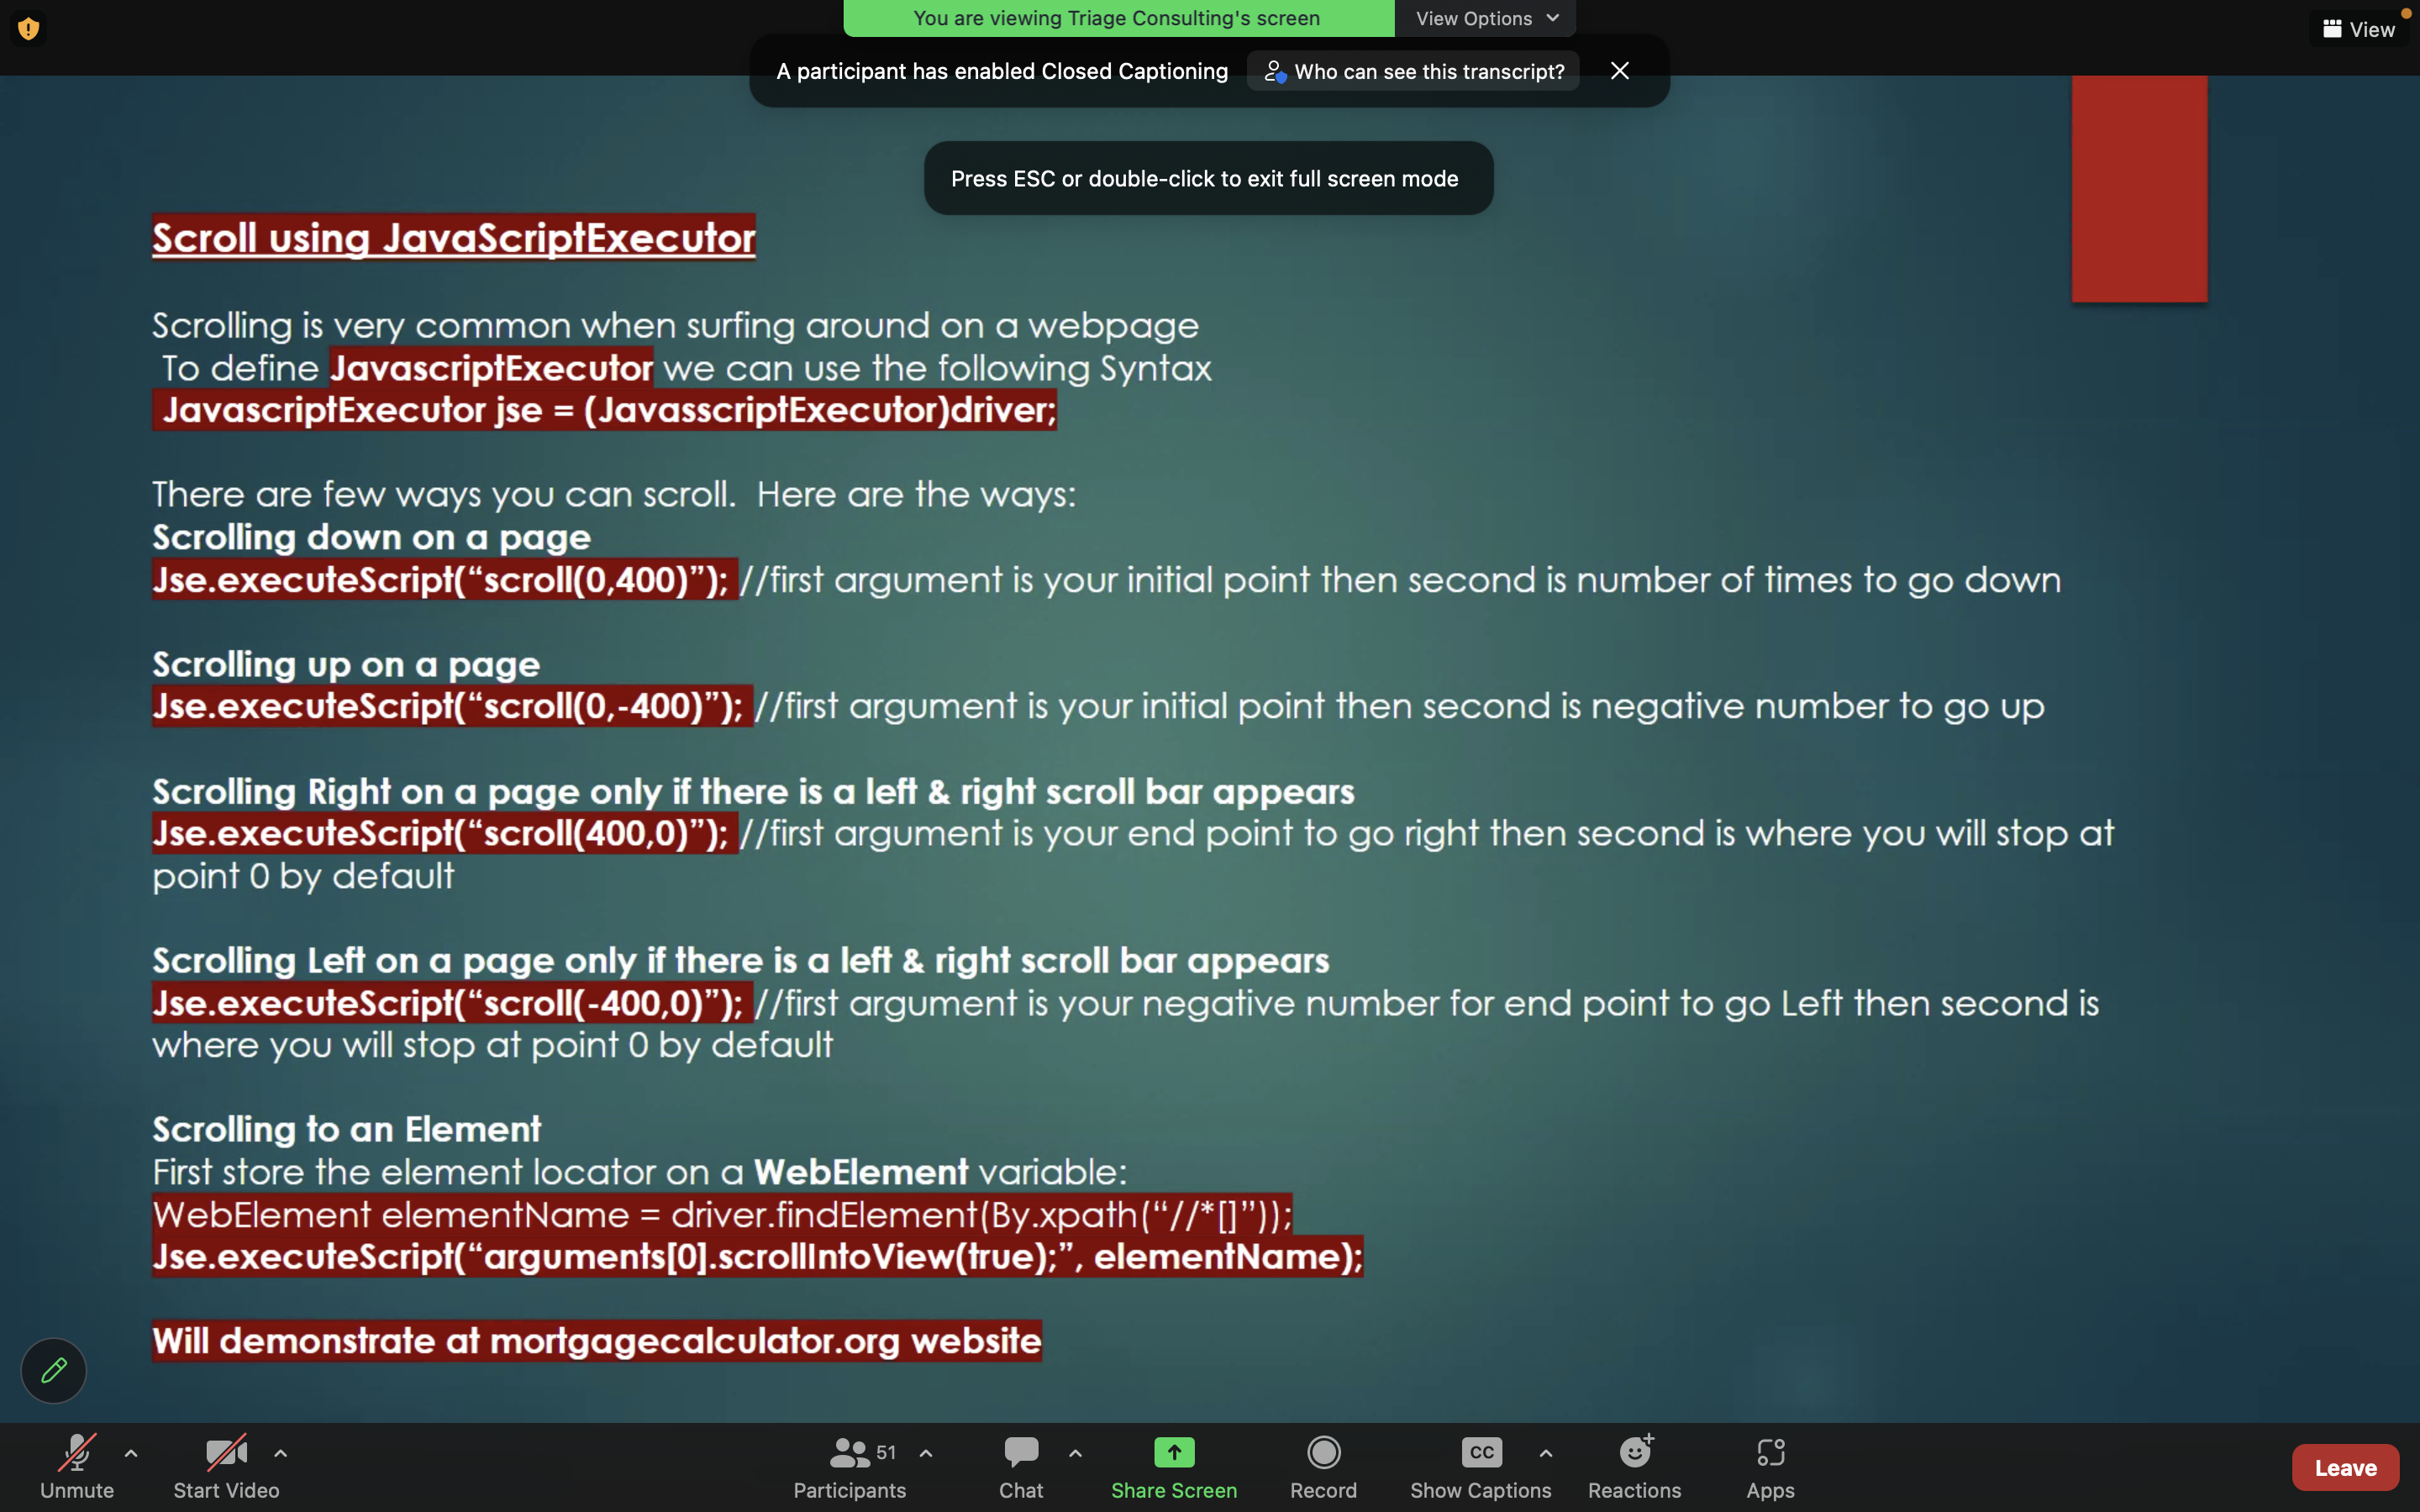 You are viewing Triage Consulting's screen
View Options
View
A participant has enabled Closed Captioning
Who can see this transcript?
Press ESC or double-click to exit full screen mode
Scroll using JavaScriptExecutor
Scrolling is very common when surfing around on a webpage
To define JavascriptExecutor we can use the following Syntax
JavascriptExecutor jse = (JavasscriptExecutor)driver;
There are few ways you can scroll.  Here are the ways:
Scrolling down on a page
Jse.executeScript(“scroll(0,400)”); //first argument is your initial point then second is number of times to go down
Scrolling up on a page
Jse.executeScript(“scroll(0,-400)”); //first argument is your initial point then second is negative number to go up
Scrolling Right on a page only if there is a left & right scroll bar appears
Jse.executeScript(“scroll(400,0)”); //first argument is your end point to go right then second is where you will stop at
point 0 by default
Scrolling Left on a page only if there is a left & right scroll bar appears
Jse.executeScript(“scroll(-400,0)”); //first argument is your negative number for end point to go Left then second is
where you will stop at point 0 by default
Scrolling to an Element
First store the element locator on a WebElement variable:
WebElement elementName = driver.findElement(By.xpath(“//*[]”));
Jse.executeScript(“arguments[0].scrollIntoView(true);”, elementName);
Will demonstrate at mortgagecalculator.org website
Unmute
Start Video
51
Participants
Chat
Share Screen
Record
CC
Show Captions
Reactions
Apps
Leave